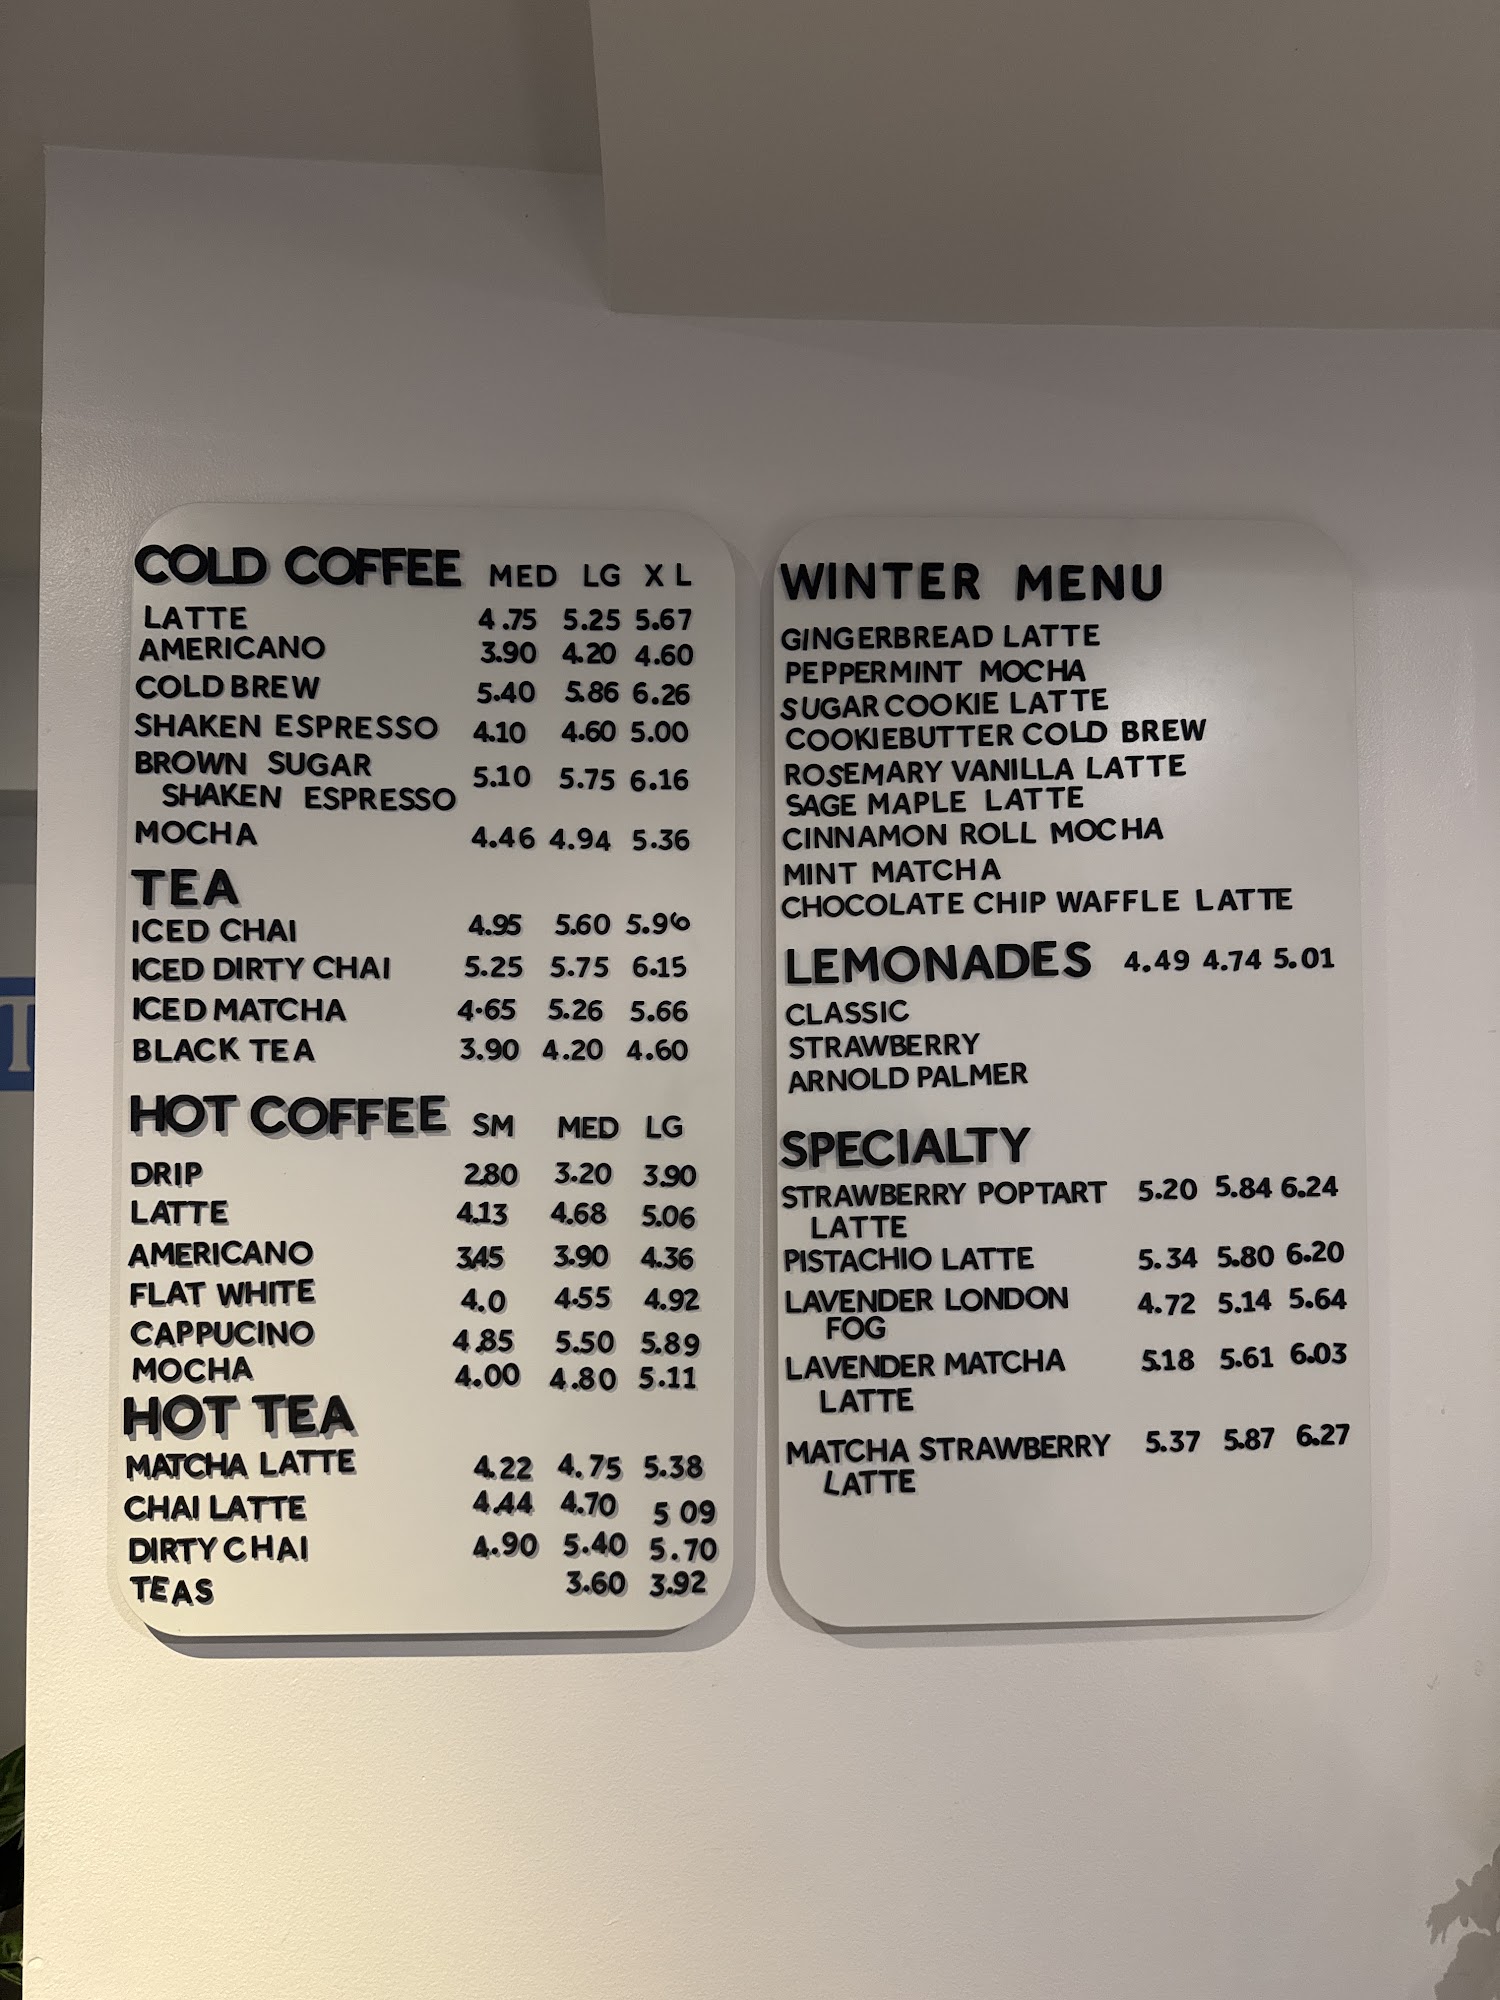 COLD COFFEE MED LG XL
LATTE 4.75 5.25 5.67
AMERICANO 3.90 4.20 4.60
COLD BREW 5.40 5.86 6.26
SHAKEN ESPRESSO 4.10 4.60 5.00
BROWN SUGAR
SHAKEN ESPRESSO 5.10 5.75 6.16
MOCHA 4.46 4.94 5.36
TEA
ICED CHAI 4.95 5.60 5.96
ICED DIRTY CHAI 5.25 5.75 6.15
ICED MATCHA 4.65 5.26 5.66
BLACK TEA 3.90 4.20 4.60
HOT COFFEE SM MED LG
DRIP 2.80 3.20 3.90
LATTE 4.13 4.68 5.06
AMERICANO 3.45 3.90 4.36
FLAT WHITE 4.0 4.55 4.92
CAPPUCINO 4.85 5.50 5.89
MOCHA 4.00 4.80 5.11
HOT TEA
MATCHA LATTE 4.22 4.75 5.38
CHAI LATTE 4.44 4.70 5 09
DIRTY CHAI 4.90 5.40 5.70
TEAS 3.60 3.92
WINTER MENU
GINGERBREAD LATTE
PEPPERMINT MOCHA
SUGAR COOKIE LATTE
COOKIEBUTTER COLD BREW
ROSEMARY VANILLA LATTE
SAGE MAPLE LATTE
CINNAMON ROLL MOCHA
MINT MATCHA
CHOCOLATE CHIP WAFFLE LATTE
LEMONADES 4.49 4.74 5.01
CLASSIC
STRAWBERRY
ARNOLD PALMER
SPECIALTY
STRAWBERRY POPTART 5.20 5.84 6.24
LATTE
PISTACHIO LATTE 5.34 5.80 6.20
LAVENDER LONDON 4.72 5.14 5.64
FOG
LAVENDER MATCHA 5.18 5.61 6.03
LATTE
MATCHA STRAWBERRY 5.37 5.87 6.27
LATTE